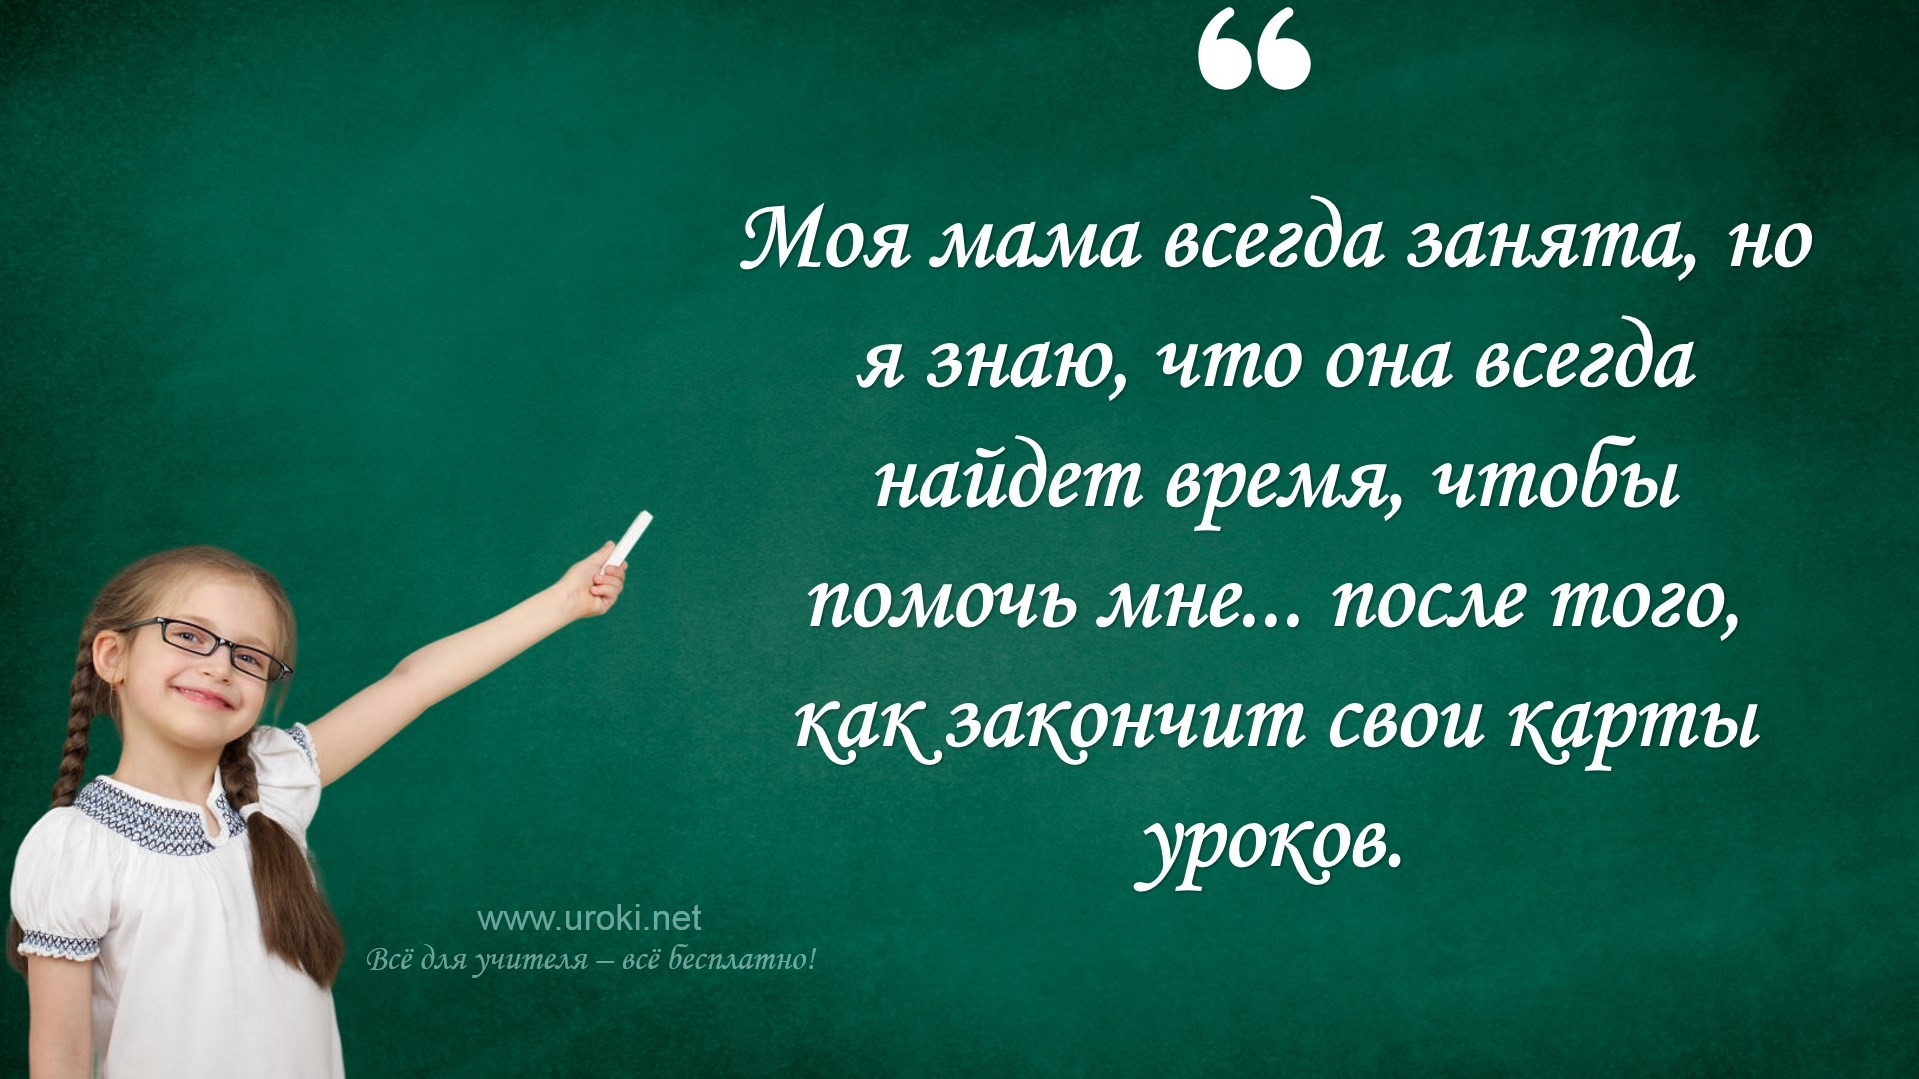 “
Моя мама всегда занята, но
я знаю, что она всегда
найдет время, чтобы
помочь мне... после того,
как закончит свои карты
уроков.
www.uroki.net
Всё для учителя – всё бесплатно!